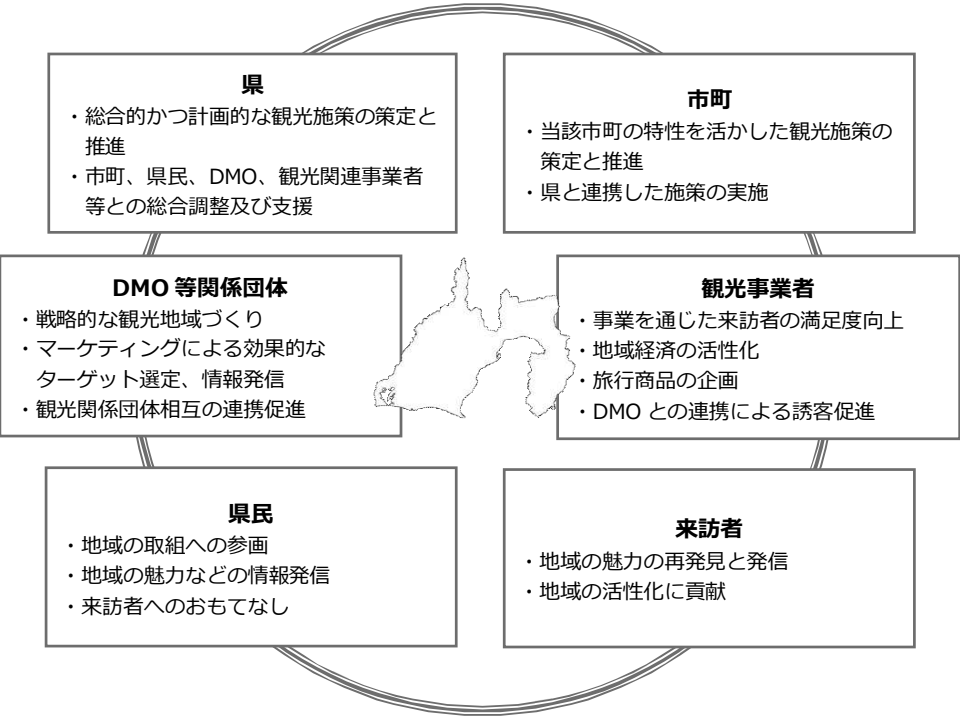 県
・総合的かつ計画的な観光施策の策定と
推進
・市町、県民、DMO、観光関連事業者
等との総合調整及び支援
市町
・当該市町の特性を活かした観光施策の
策定と推進
・県と連携した施策の実施
DMO 等関係団体
・戦略的な観光地域づくり
・マーケティングによる効果的な
ターゲット選定、情報発信
・観光関係団体相互の連携促進
観光事業者
・事業を通じた来訪者の満足度向上
・地域経済の活性化
・旅行商品の企画
・DMO との連携による誘客促進
県民
・地域の取組への参画
・地域の魅力などの情報発信
・来訪者へのおもてなし
来訪者
・地域の魅力の再発見と発信
・地域の活性化に貢献